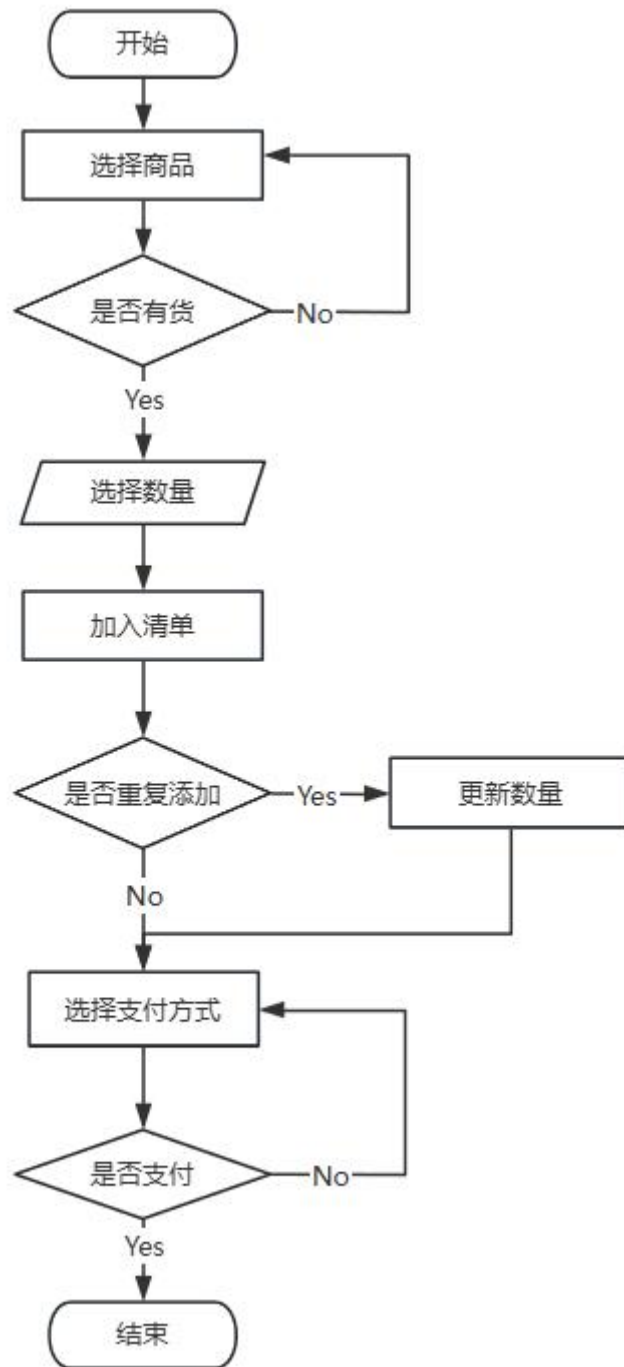 开始
选择商品
是否有货
No
Yes
选择数量
加入清单
是否重复添加
Yes
更新数量
No
选择支付方式
是否支付
No
Yes
结束